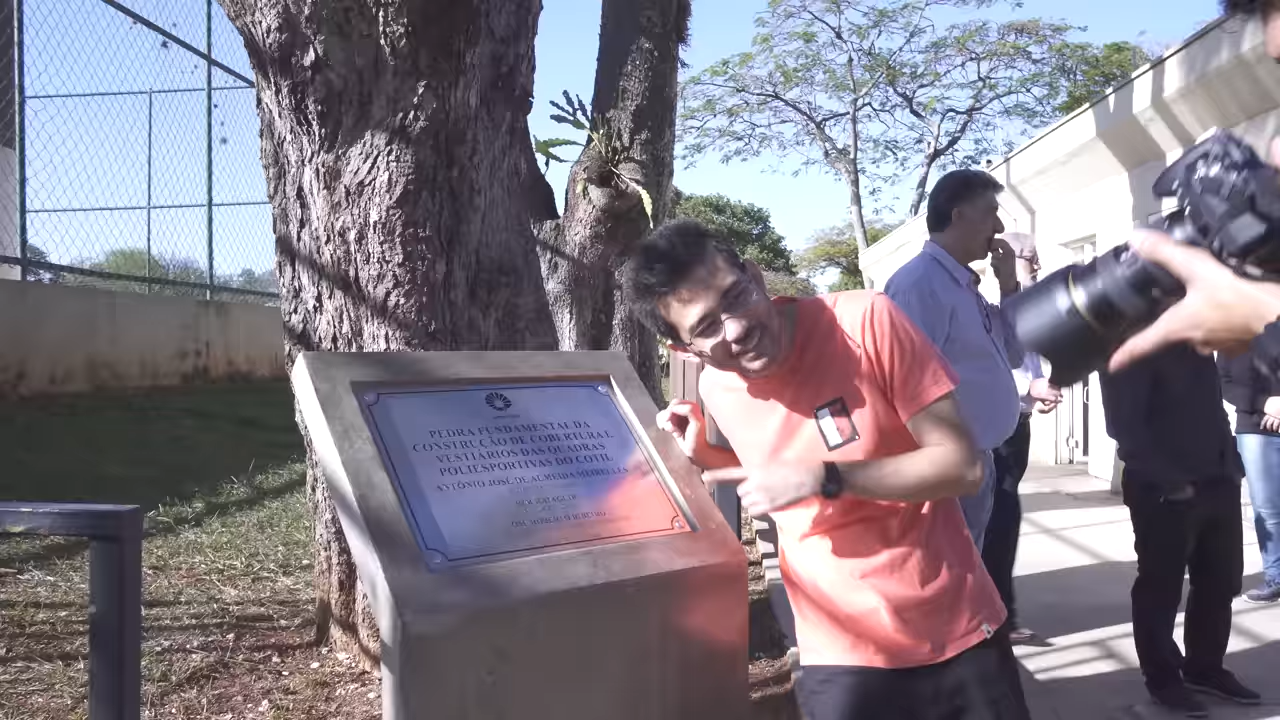 PEDRA FUNDAMENTAL DA
CONSTRUÇÃO DE COBERTURA E
VESTIÁRIOS DAS QUADRAS
POLIESPORTIVAS DO COTIL
ANTÔNIO JOSÉ DE ALMEIDA MEIRELLES